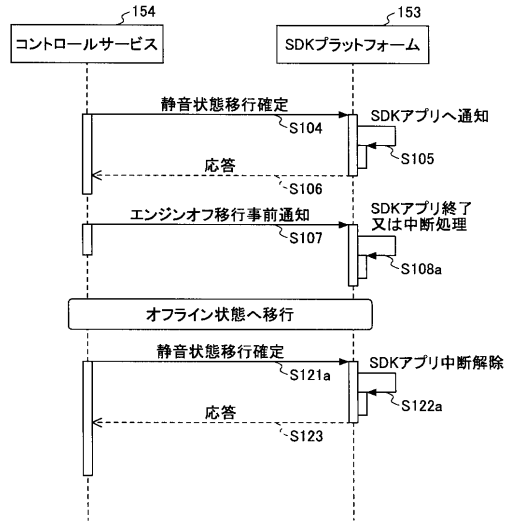 154
コントロールサービス
153
SDKプラットフォーム
静音状態移行確定
S104
SDKアプリへ通知
S105
応答
S106
エンジンオフ移行事前通知
S107
SDKアプリ終了
又は中断処理
S108a
オフライン状態へ移行
静音状態移行確定
S121a
SDKアプリ中断解除
S122a
応答
S123